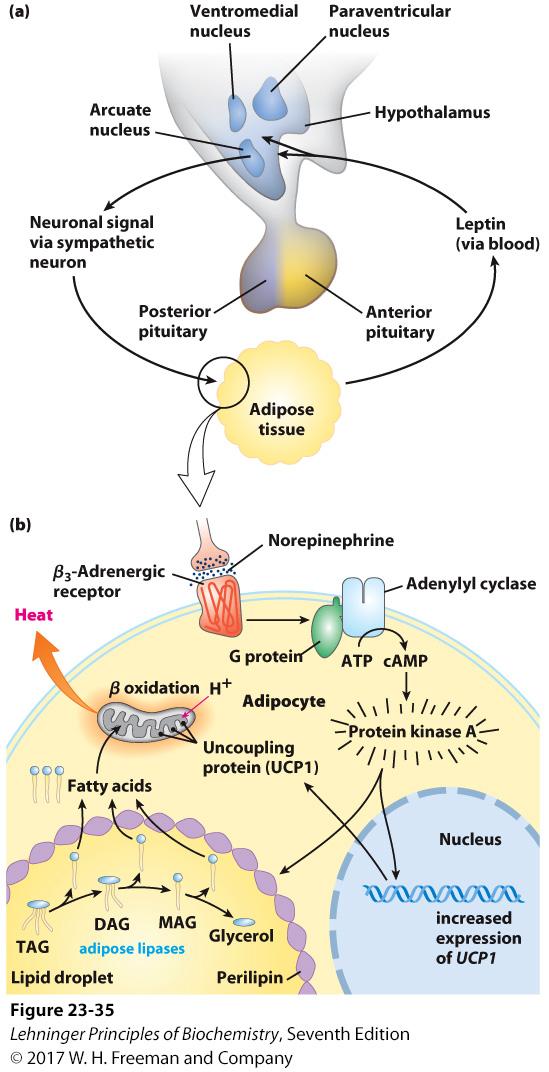 (a)
Ventromedial
nucleus
Paraventricular
nucleus
Arcuate
nucleus
Hypothalamus
Neuronal signal
via sympathetic
neuron
Leptin
(via blood)
Posterior
pituitary
Anterior
pituitary
Adipose
tissue
(b)
Norepinephrine
β3-Adrenergic
receptor
Adenylyl cyclase
Heat
G protein
ATP cAMP
β oxidation
H+
Adipocyte
Protein kinase A
Uncoupling
protein (UCP1)
Fatty acids
Nucleus
TAG
DAG
MAG
Glycerol
adipose lipases
increased
expression
of UCP1
Lipid droplet
Perilipin
Figure 23-35
Lehninger Principles of Biochemistry, Seventh Edition
© 2017 W. H. Freeman and Company